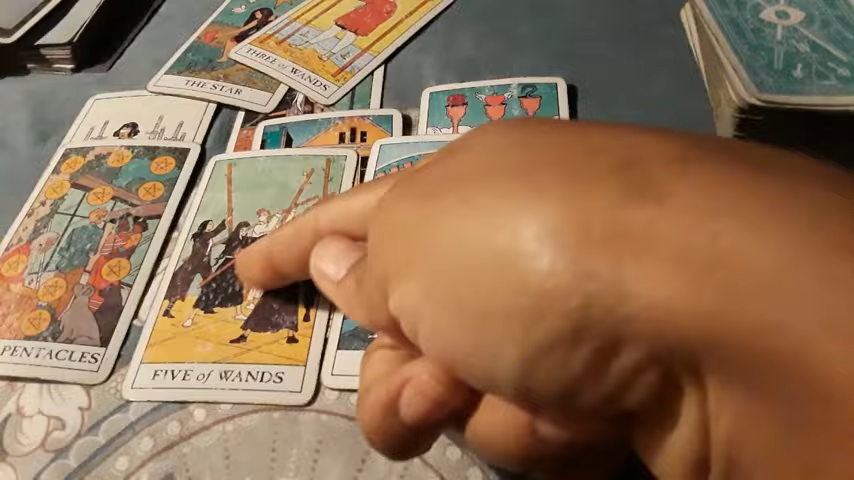 THREE of WANDS
THE STAR
PENTACLES
FIVE of WANDS